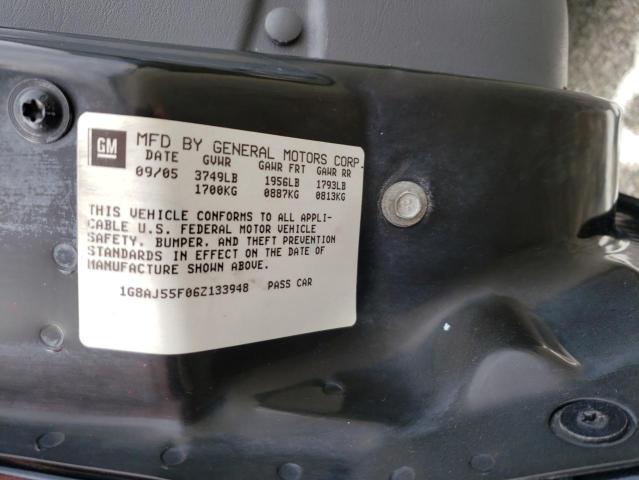 GM
MFD BY GENERAL MOTORS CORP.
DATE GVWR GAWR FRT GAWR RR
09/05 3749LB 1956LB 1793LB
1700KG 0887KG 0813KG
THIS VEHICLE CONFORMS TO ALL APPLI-
CABLE U.S. FEDERAL MOTOR VEHICLE
SAFETY, BUMPER, AND THEFT PREVENTION
STANDARDS IN EFFECT ON THE DATE OF
MANUFACTURE SHOWN ABOVE.
1G8AJ55F06Z133948 PASS CAR